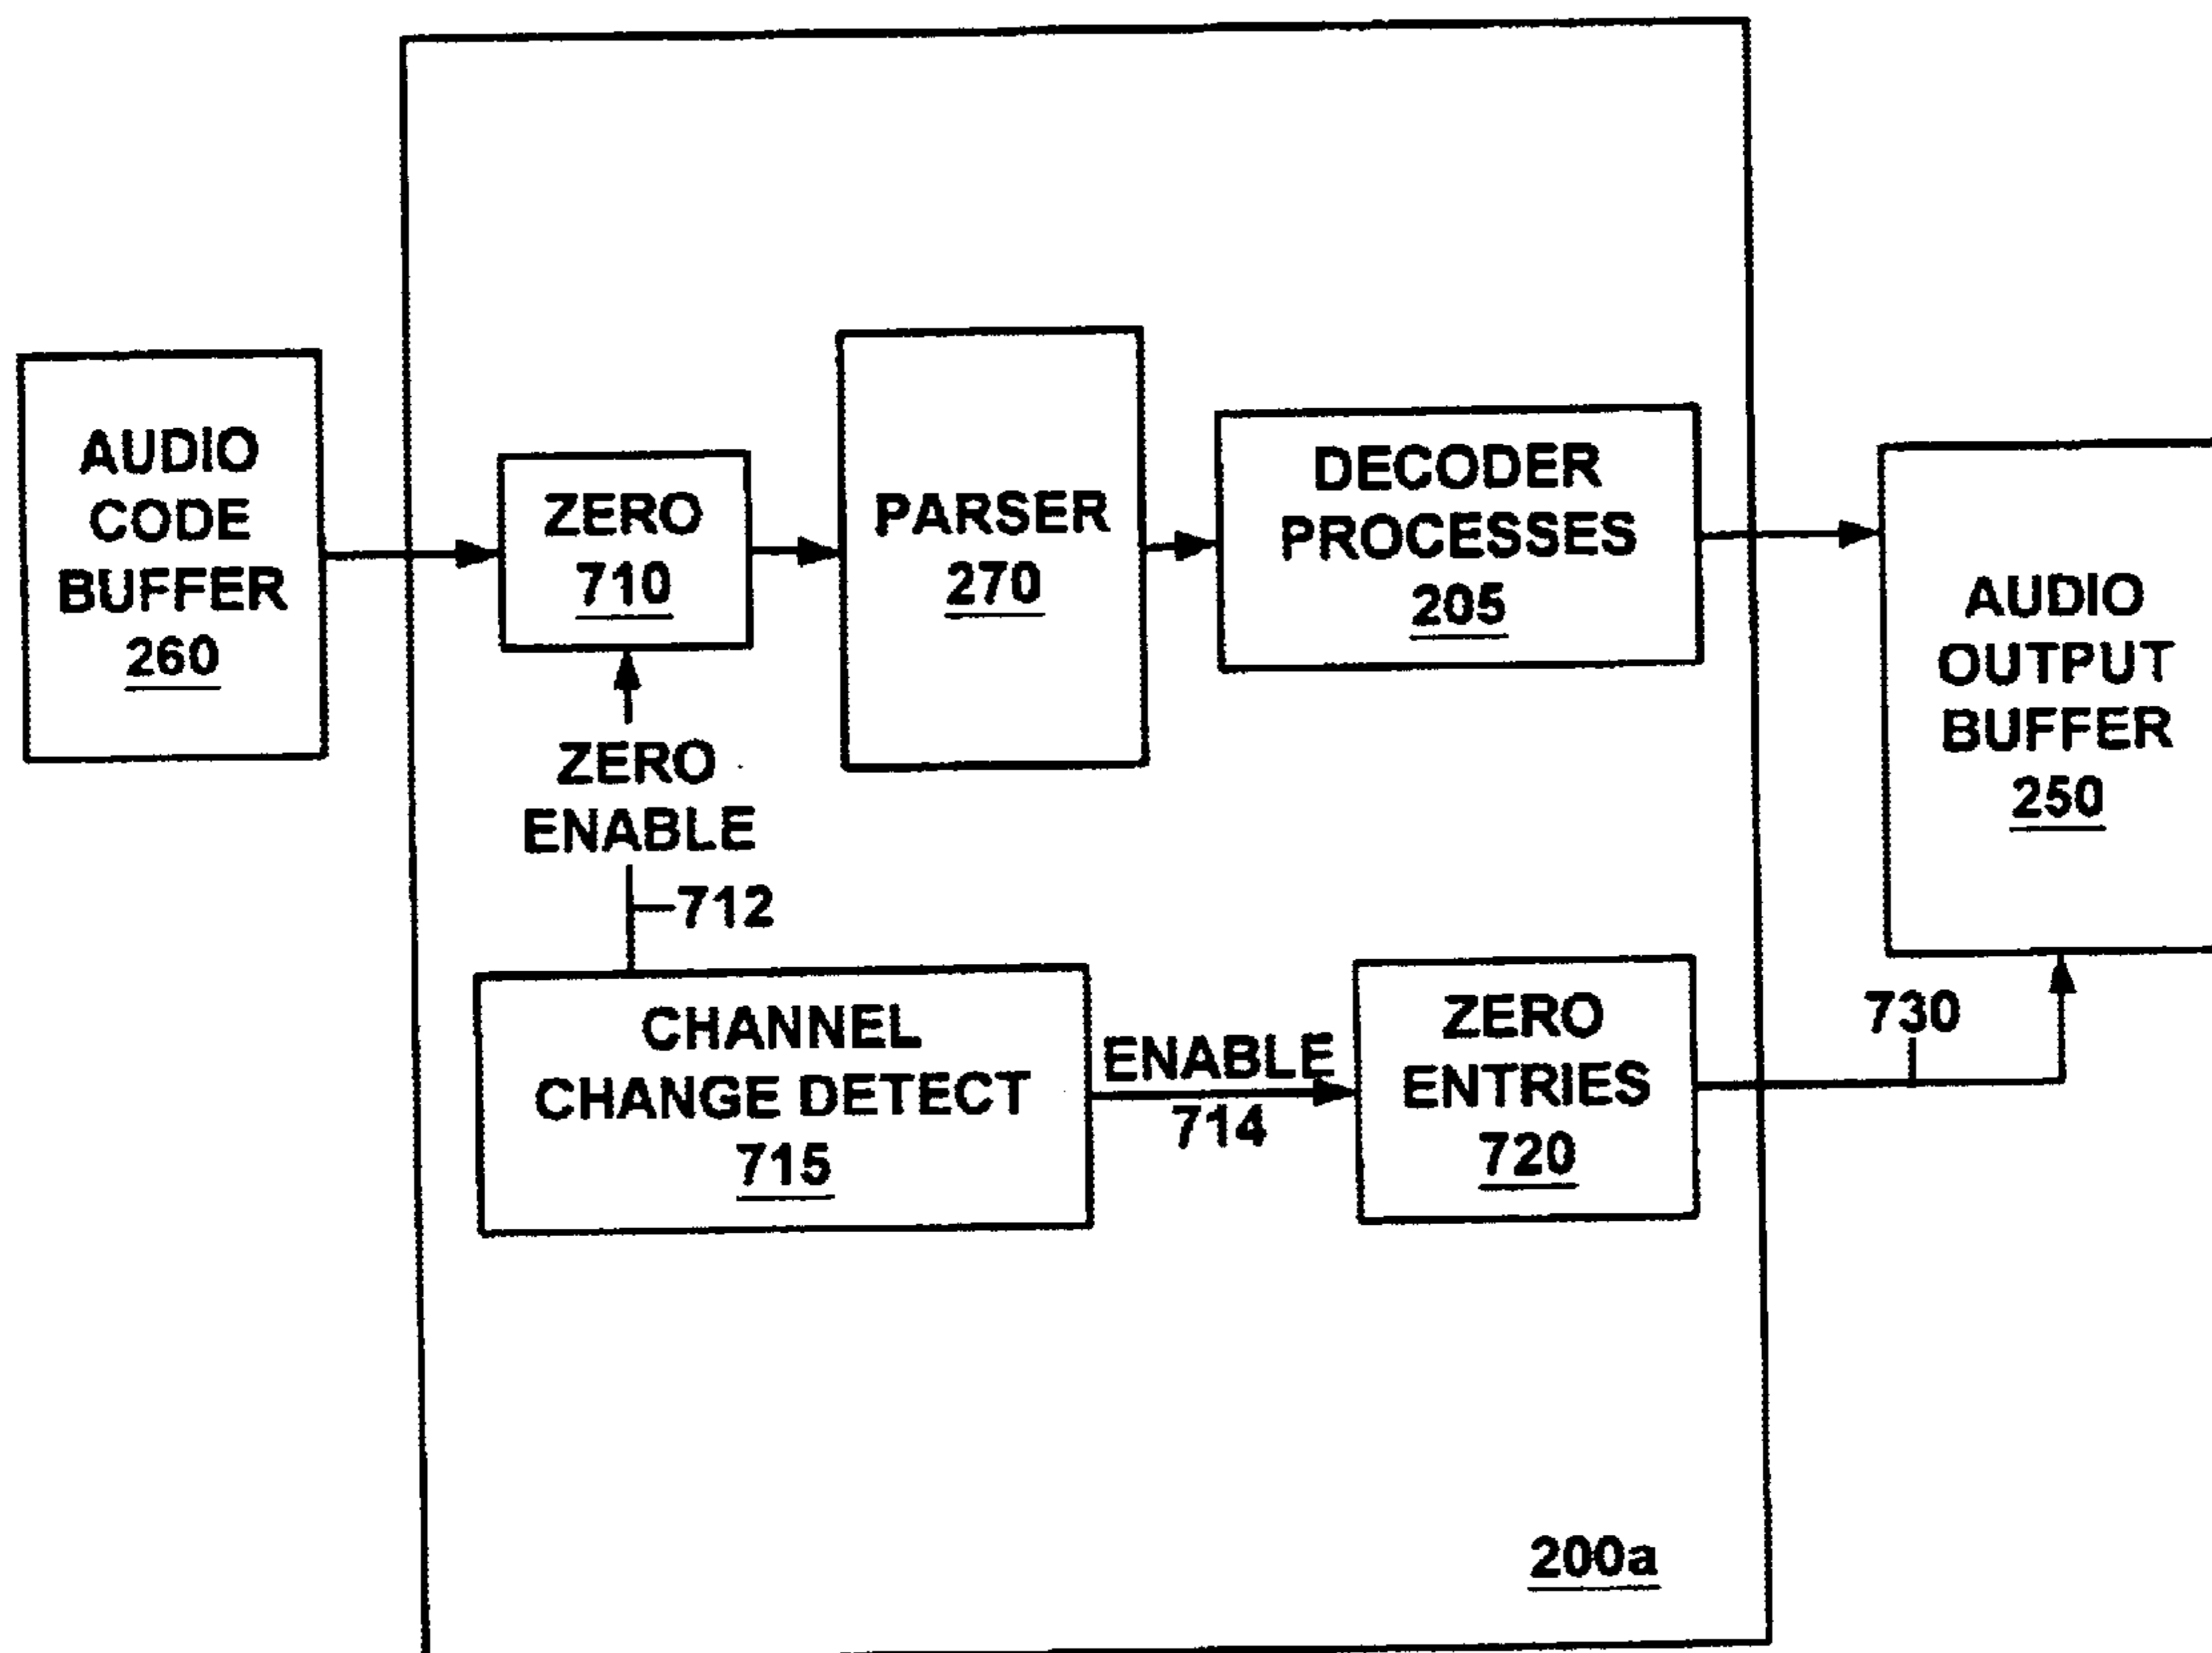 AUDIO
CODE
BUFFER
260
ZERO
710
PARSER
270
DECODER
PROCESSES
205
AUDIO
OUTPUT
BUFFER
250
ZERO
ENABLE
712
CHANNEL
CHANGE DETECT
715
ENABLE
714
ZERO
ENTRIES
720
730
200a